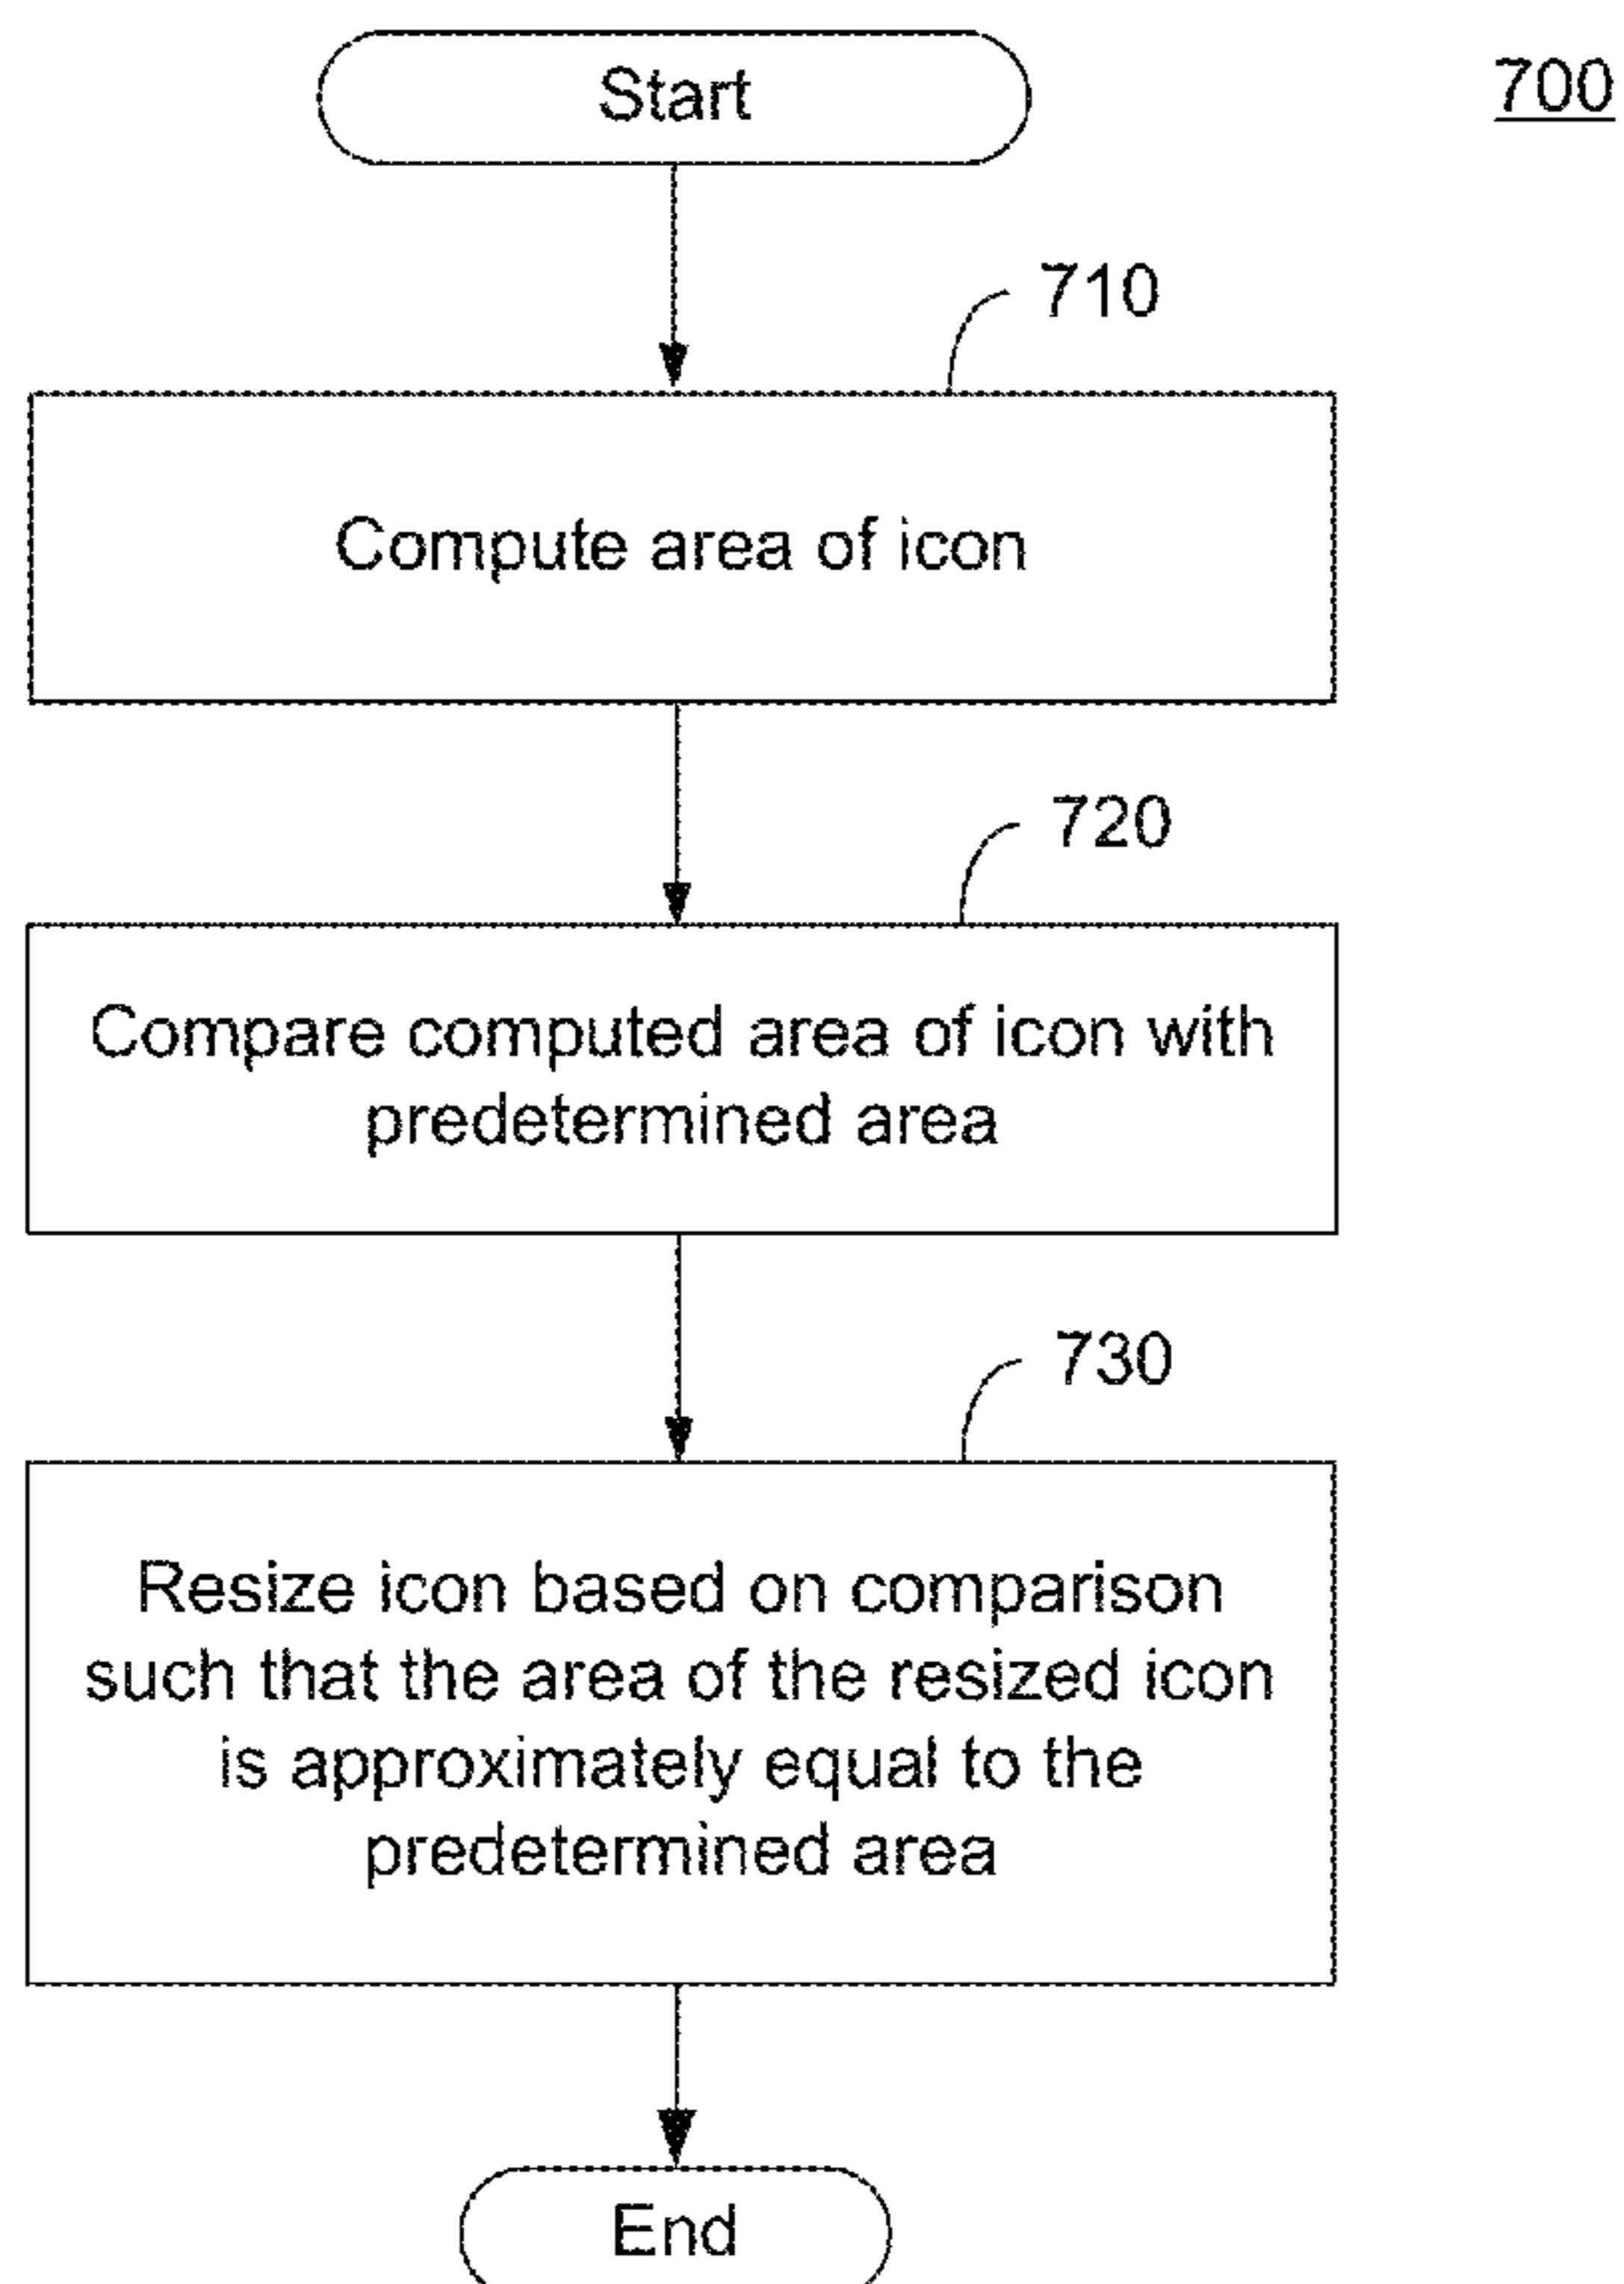 Start
700
710
Compute area of icon
720
Compare computed area of icon with
predetermined area
730
Resize icon based on comparison
such that the area of the resized icon
is approximately equal to the
predetermined area
End